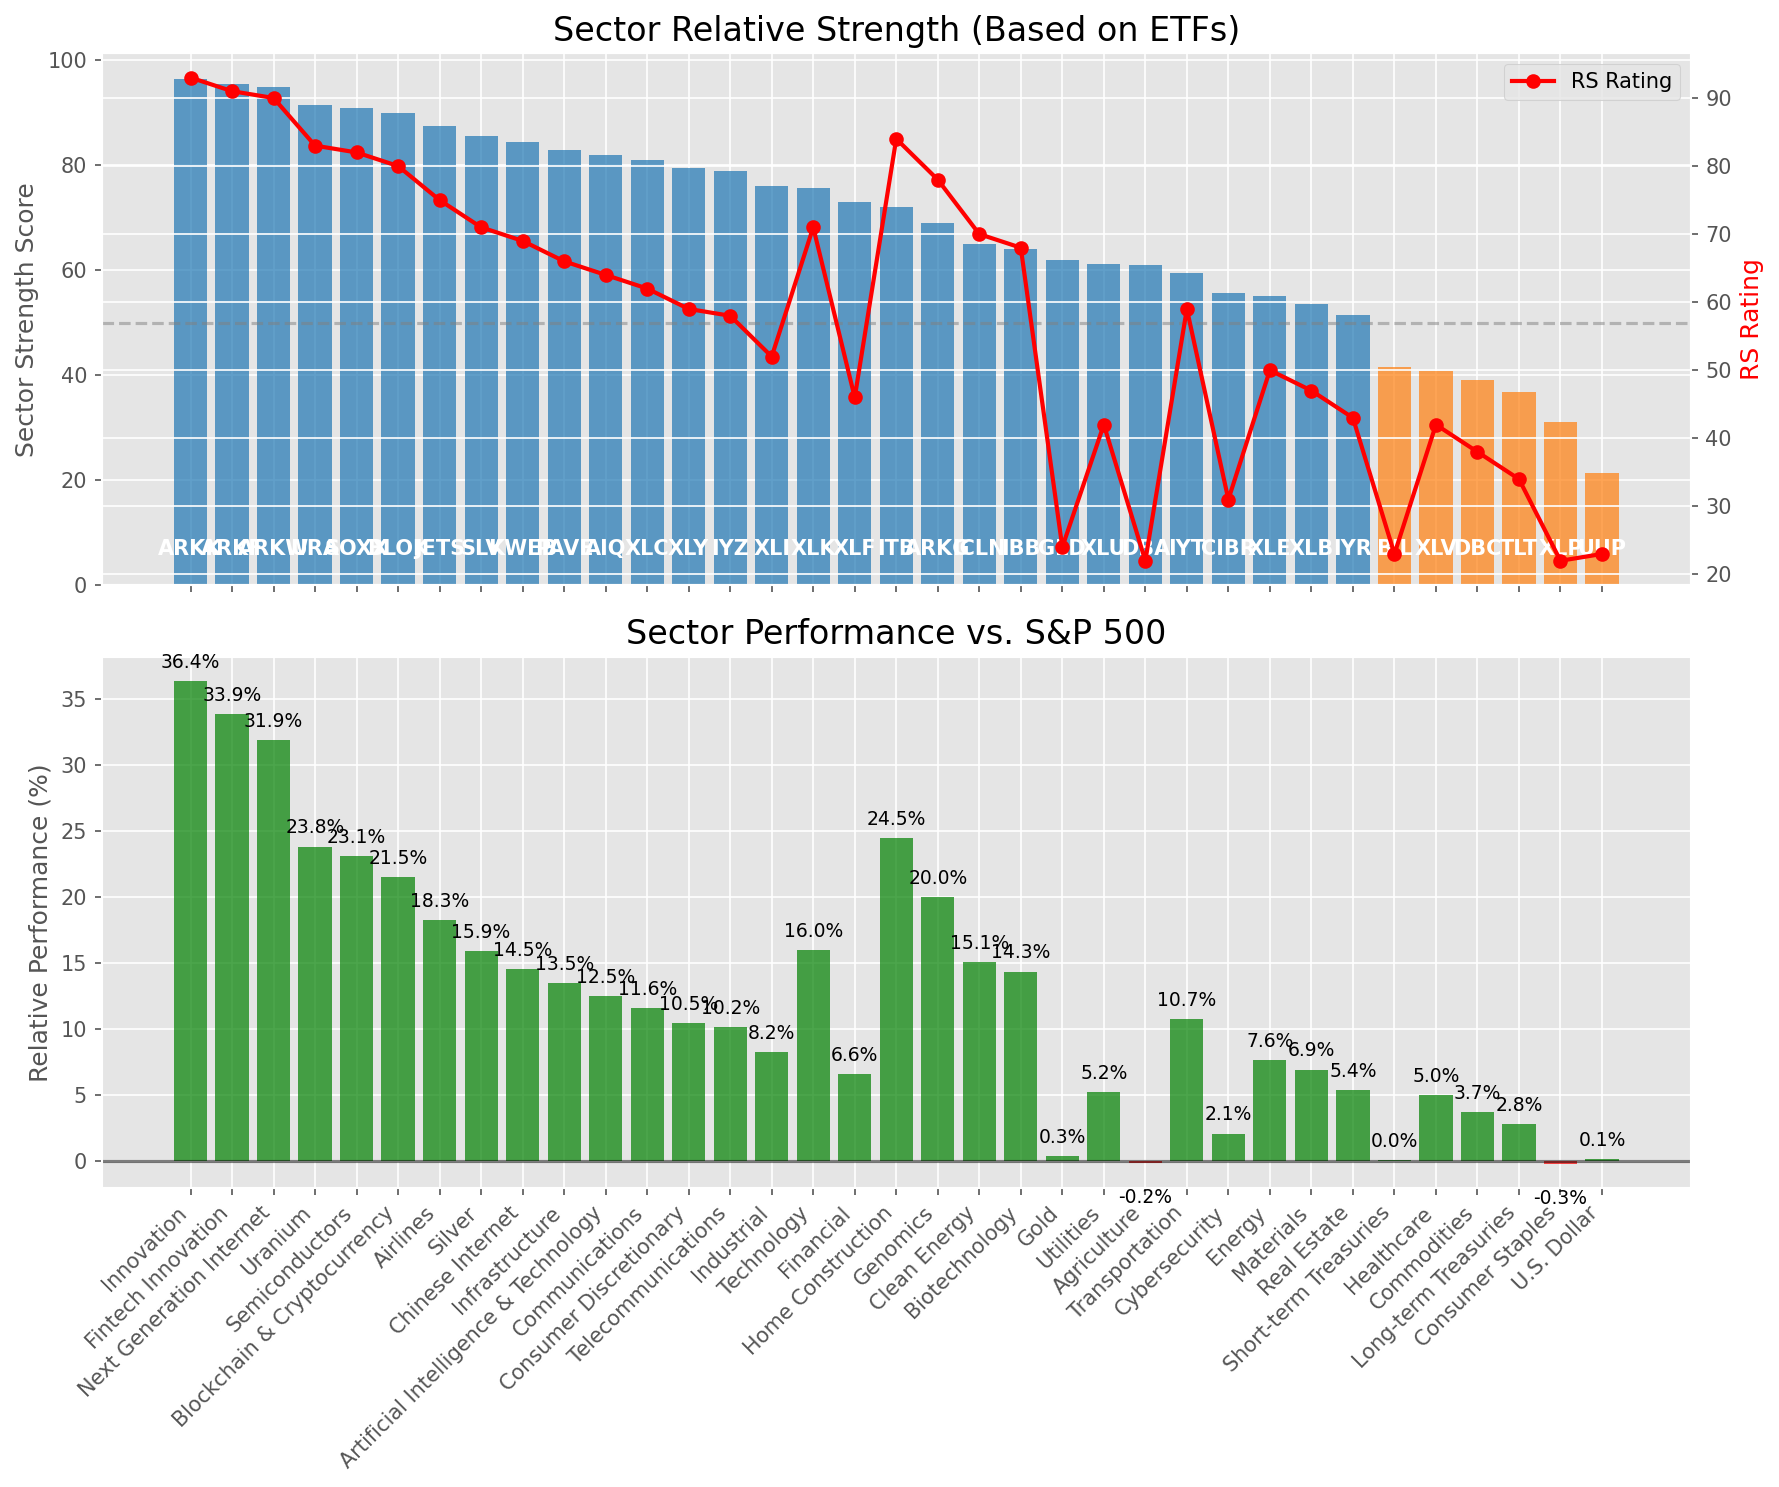 Sector Relative Strength (Based on ETFs)
Sector Strength Score
100
80
60
40
20
0
RS Rating
90
80
70
60
50
40
30
20
RS Rating
XLC
XLY
IYZ
XLI
XLK
XLF
ITB
XLU
IYT
CIBR
XLE
XLB
IYR
XLV
DBC
TLT
XLP
UUP
Sector Performance vs. S&P 500
Relative Performance (%)
35
30
25
20
15
10
5
0
36.4%
33.9%
31.9%
23.8%
23.1%
21.5%
18.3%
15.9%
14.5%
13.5%
12.5%
11.6%
10.5%
10.2%
8.2%
16.0%
6.6%
24.5%
20.0%
15.1%
14.3%
0.3%
5.2%
-0.2%
10.7%
2.1%
7.6%
6.9%
5.4%
0.0%
5.0%
3.7%
2.8%
-0.3%
0.1%
Innovation
Fintech Innovation
Next Generation Internet
Uranium
Semiconductors
Blockchain & Cryptocurrency
Airlines
Silver
Chinese Internet
Infrastructure
Artificial Intelligence & Technology
Communications
Consumer Discretionary
Telecommunications
Industrial
Technology
Financial
Home Construction
Genomics
Clean Energy
Biotechnology
Gold
Utilities
Agriculture
Transportation
Cybersecurity
Energy
Materials
Real Estate
Short-term Treasuries
Healthcare
Commodities
Long-term Treasuries
Consumer Staples
U.S. Dollar